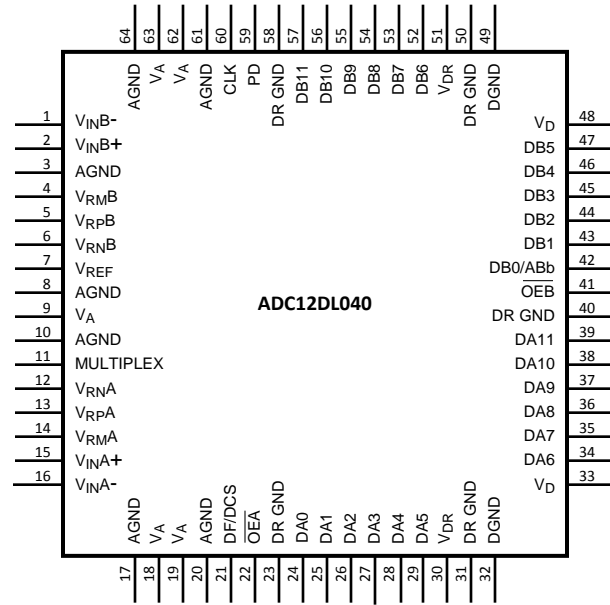 64 63 62 61 60 59 58 57 56 55 54 53 52 51 50 49
AGND VA VA AGND CLK PD DR GND DB11 DB10 DB9 DB8 DB7 DB6 VDR DR GND DGND
1 VINB-
2 VINB+
3 AGND
4 VRMB
5 VRPB
6 VRNB
7 VREF
8 AGND
9 VA
10 AGND
11 MULTIPLEX
12 VRNA
13 VRPA
14 VRMA
15 VINA+
16 VINA-
ADC12DL040
VD 48
DB5 47
DB4 46
DB3 45
DB2 44
DB1 43
DB0/ABb 42
OEB 41
DR GND 40
DA11 39
DA10 38
DA9 37
DA8 36
DA7 35
DA6 34
VD 33
AGND VA VA AGND DF/DCS OEA DR GND DA0 DA1 DA2 DA3 DA4 DA5 VDR DR GND DGND
17 18 19 20 21 22 23 24 25 26 27 28 29 30 31 32